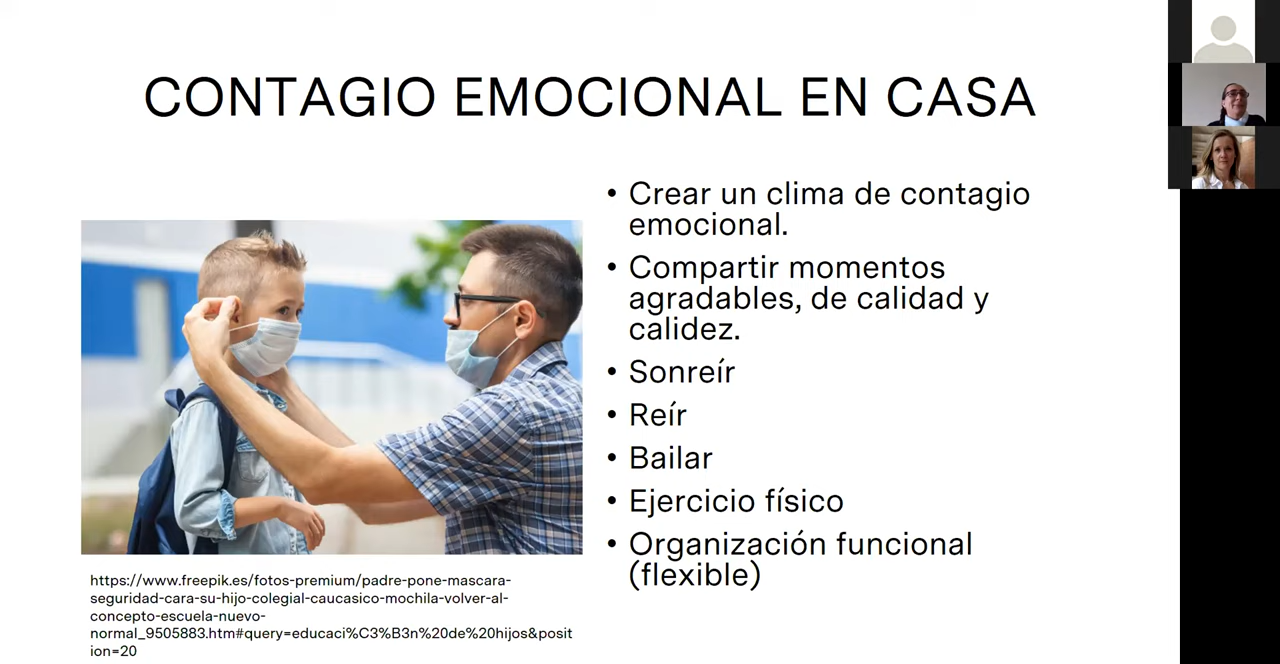 CONTAGIO EMOCIONAL EN CASA
• Crear un clima de contagio
emocional.
• Compartir momentos
agradables, de calidad y
calidez.
• Sonreír
• Reír
• Bailar
• Ejercicio físico
• Organización funcional
(flexible)
https://www.freepik.es/fotos-premium/padre-pone-mascara-
seguridad-cara-su-hijo-colegial-caucasico-mochila-volver-al-
concepto-escuela-nuevo-
normal_9505883.htm#query=educaci%C3%B3n%20de%20hijos&posit
ion=20